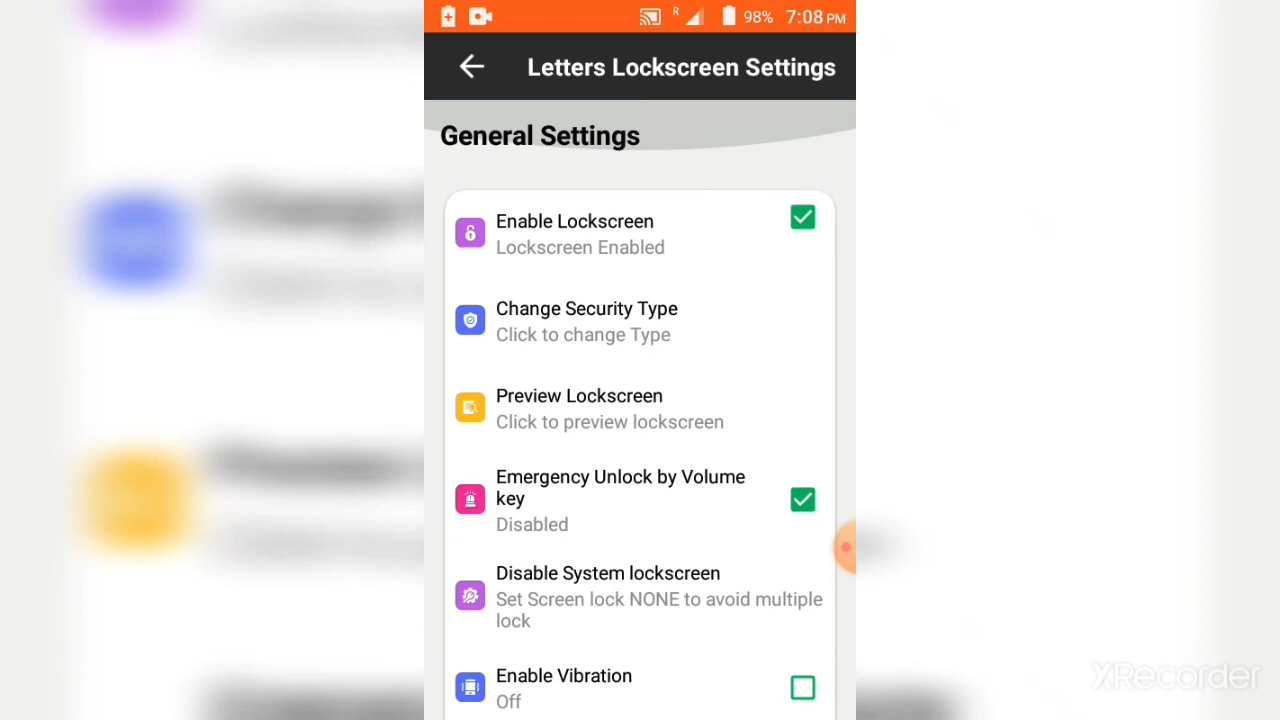 R 98% 7:08 PM
Letters Lockscreen Settings
General Settings
Enable Lockscreen
Lockscreen Enabled
Change Security Type
Click to change Type
Preview Lockscreen
Click to preview lockscreen
Emergency Unlock by Volume
key
Disabled
Disable System lockscreen
Set Screen lock NONE to avoid multiple
lock
Enable Vibration
Off
XRecorder